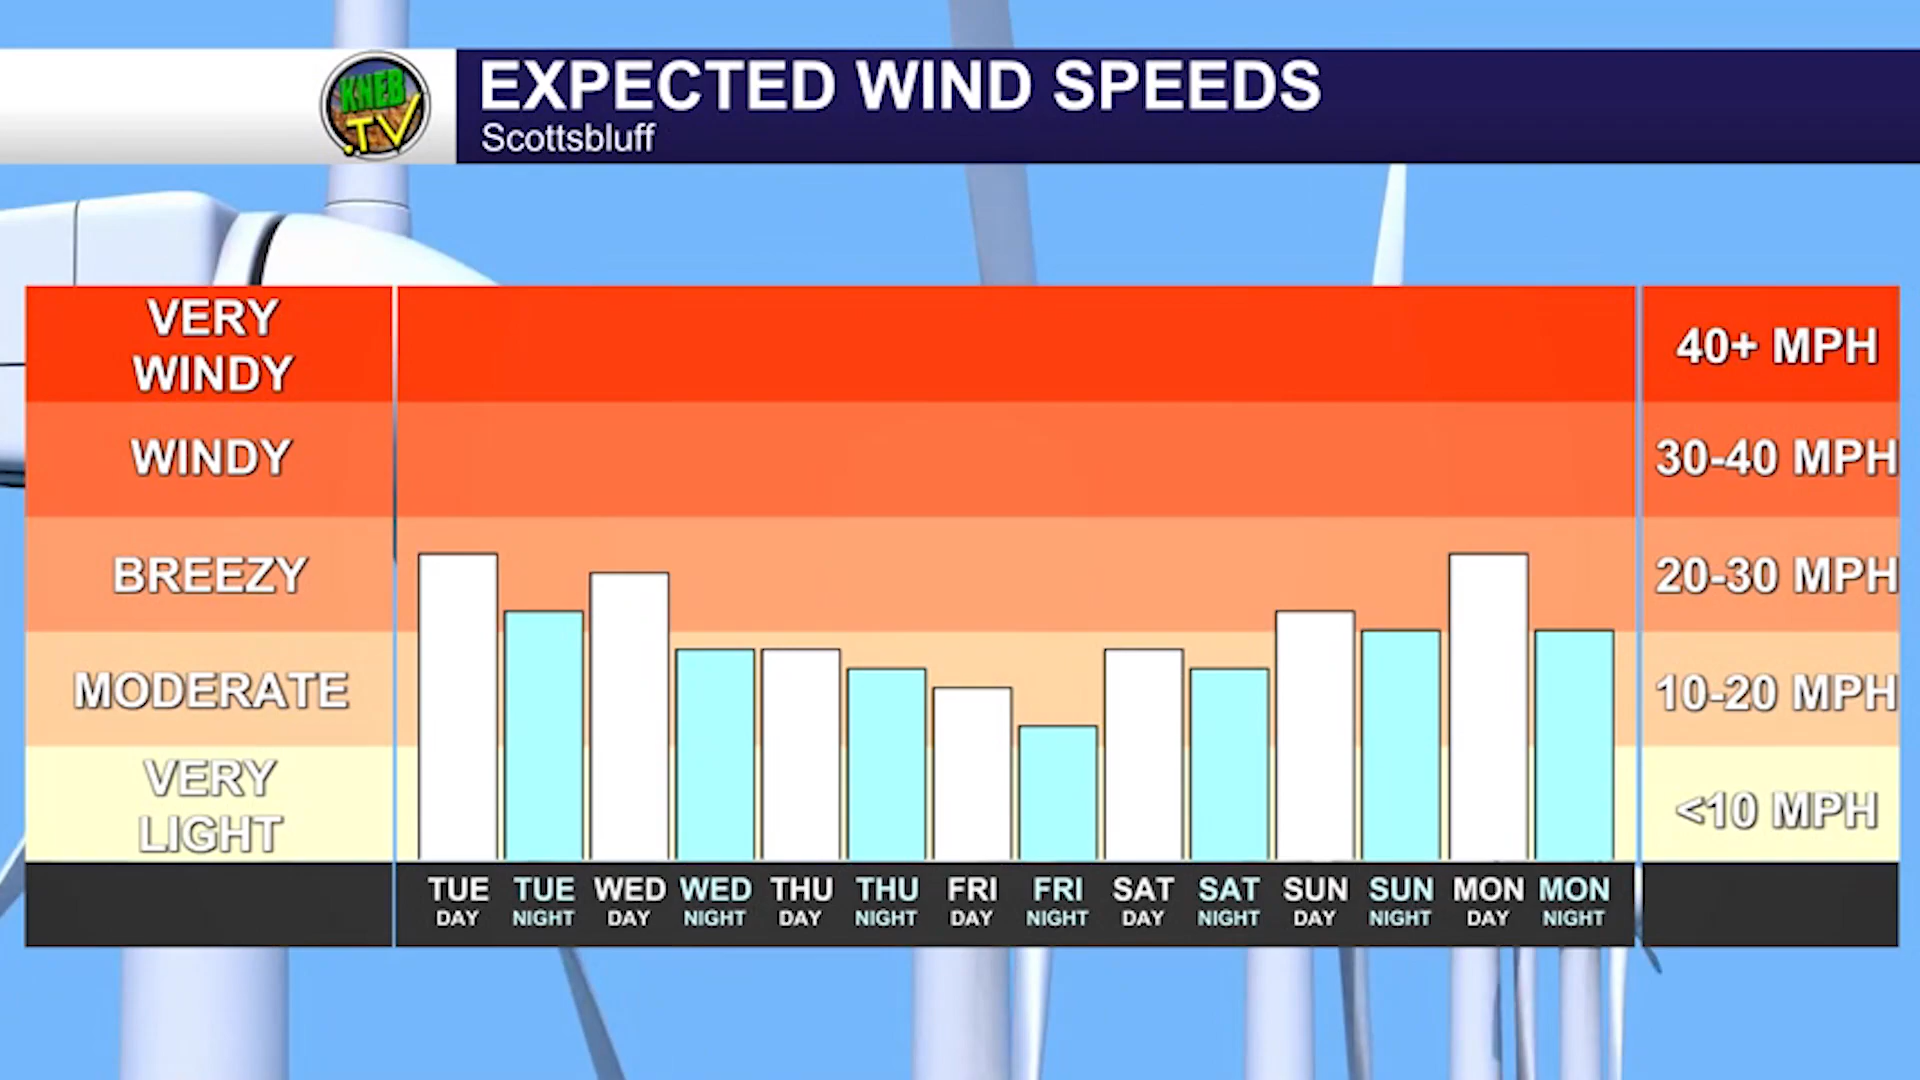 KNEB
.TV
EXPECTED WIND SPEEDS
Scottsbluff
VERY
WINDY
40+ MPH
WINDY
30-40 MPH
BREEZY
20-30 MPH
MODERATE
10-20 MPH
VERY
LIGHT
<10 MPH
TUE TUE WED WED THU THU FRI FRI SAT SAT SUN SUN MON MON
DAY NIGHT DAY NIGHT DAY NIGHT DAY NIGHT DAY NIGHT DAY NIGHT DAY NIGHT